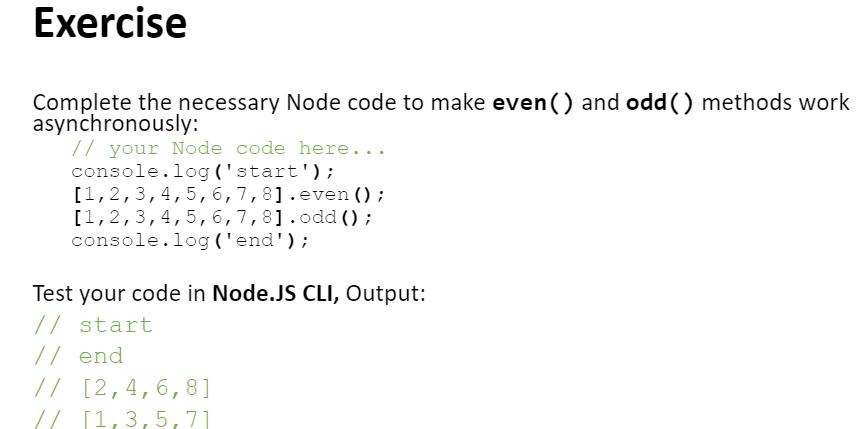 Exercise
Complete the necessary Node code to make even() and odd() methods work
asynchronously:
// your Node code here...
console.log('start');
[1,2,3,4,5,6,7,8].even();
[1,2,3,4,5,6,7,8].odd();
console.log('end');
Test your code in Node.JS CLI, Output:
// start
// end
// [2,4,6,8]
// [1,3,5,7]